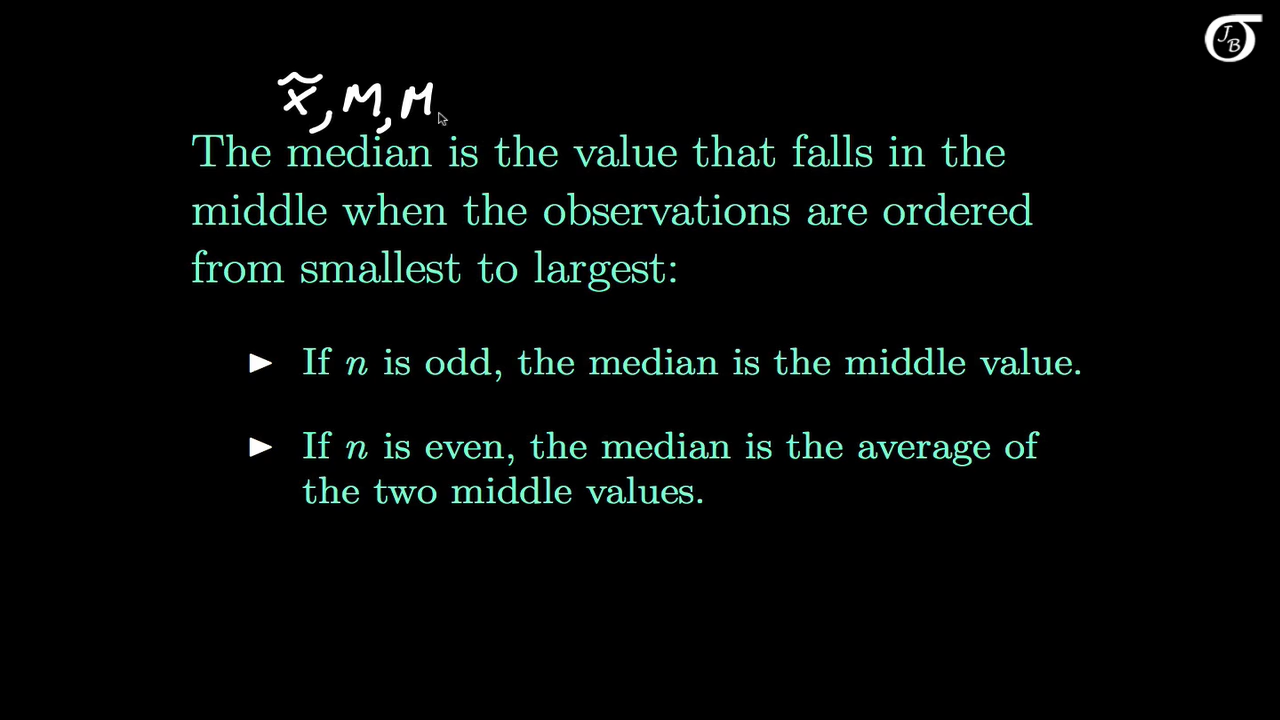 JB
x̃, M, M
The median is the value that falls in the
middle when the observations are ordered
from smallest to largest:
► If n is odd, the median is the middle value.
► If n is even, the median is the average of
the two middle values.